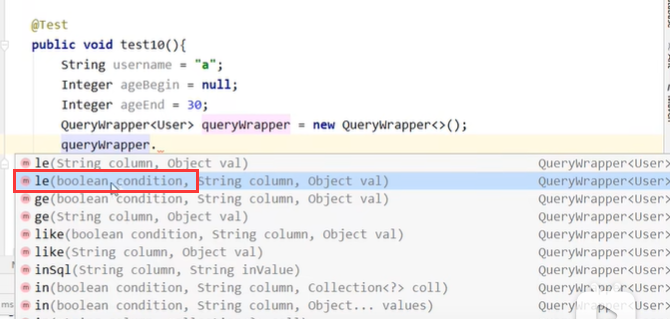 @Test
public void test10(){
String username = "a";
Integer ageBegin = null;
Integer ageEnd = 30;
QueryWrapper<User> queryWrapper = new QueryWrapper<>();
queryWrapper.
m le(String column, Object val) QueryWrapper<User>
m le(boolean condition, String column, Object val) QueryWrapper<User>
m ge(boolean condition, String column, Object val) QueryWrapper<User>
m ge(String column, Object val) QueryWrapper<User>
m like(boolean condition, String column, Object val) QueryWrapper<User>
m like(String column, Object val) QueryWrapper<User>
m inSql(String column, String inValue) QueryWrapper<User>
m in(boolean condition, String column, Collection<?> coll) QueryWrapper<User>
m in(boolean condition, String column, Object... values) QueryWrapper<User>